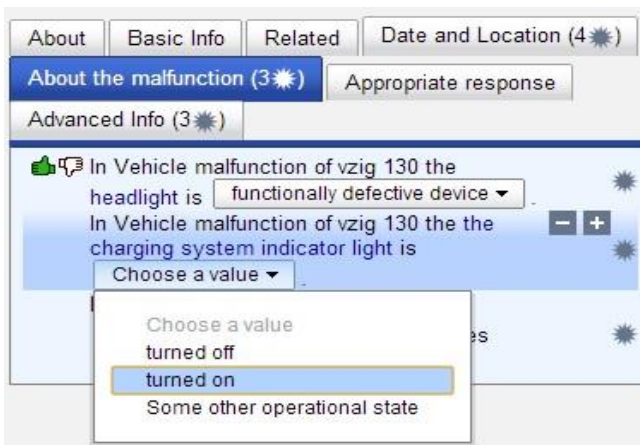 About Basic Info Related Date and Location (4)
About the malfunction (3) Appropriate response
Advanced Info (3)
In Vehicle malfunction of vzig 130 the
headlight is functionally defective device .
In Vehicle malfunction of vzig 130 the the
charging system indicator light is
Choose a value .
Choose a value
turned off
turned on
Some other operational state